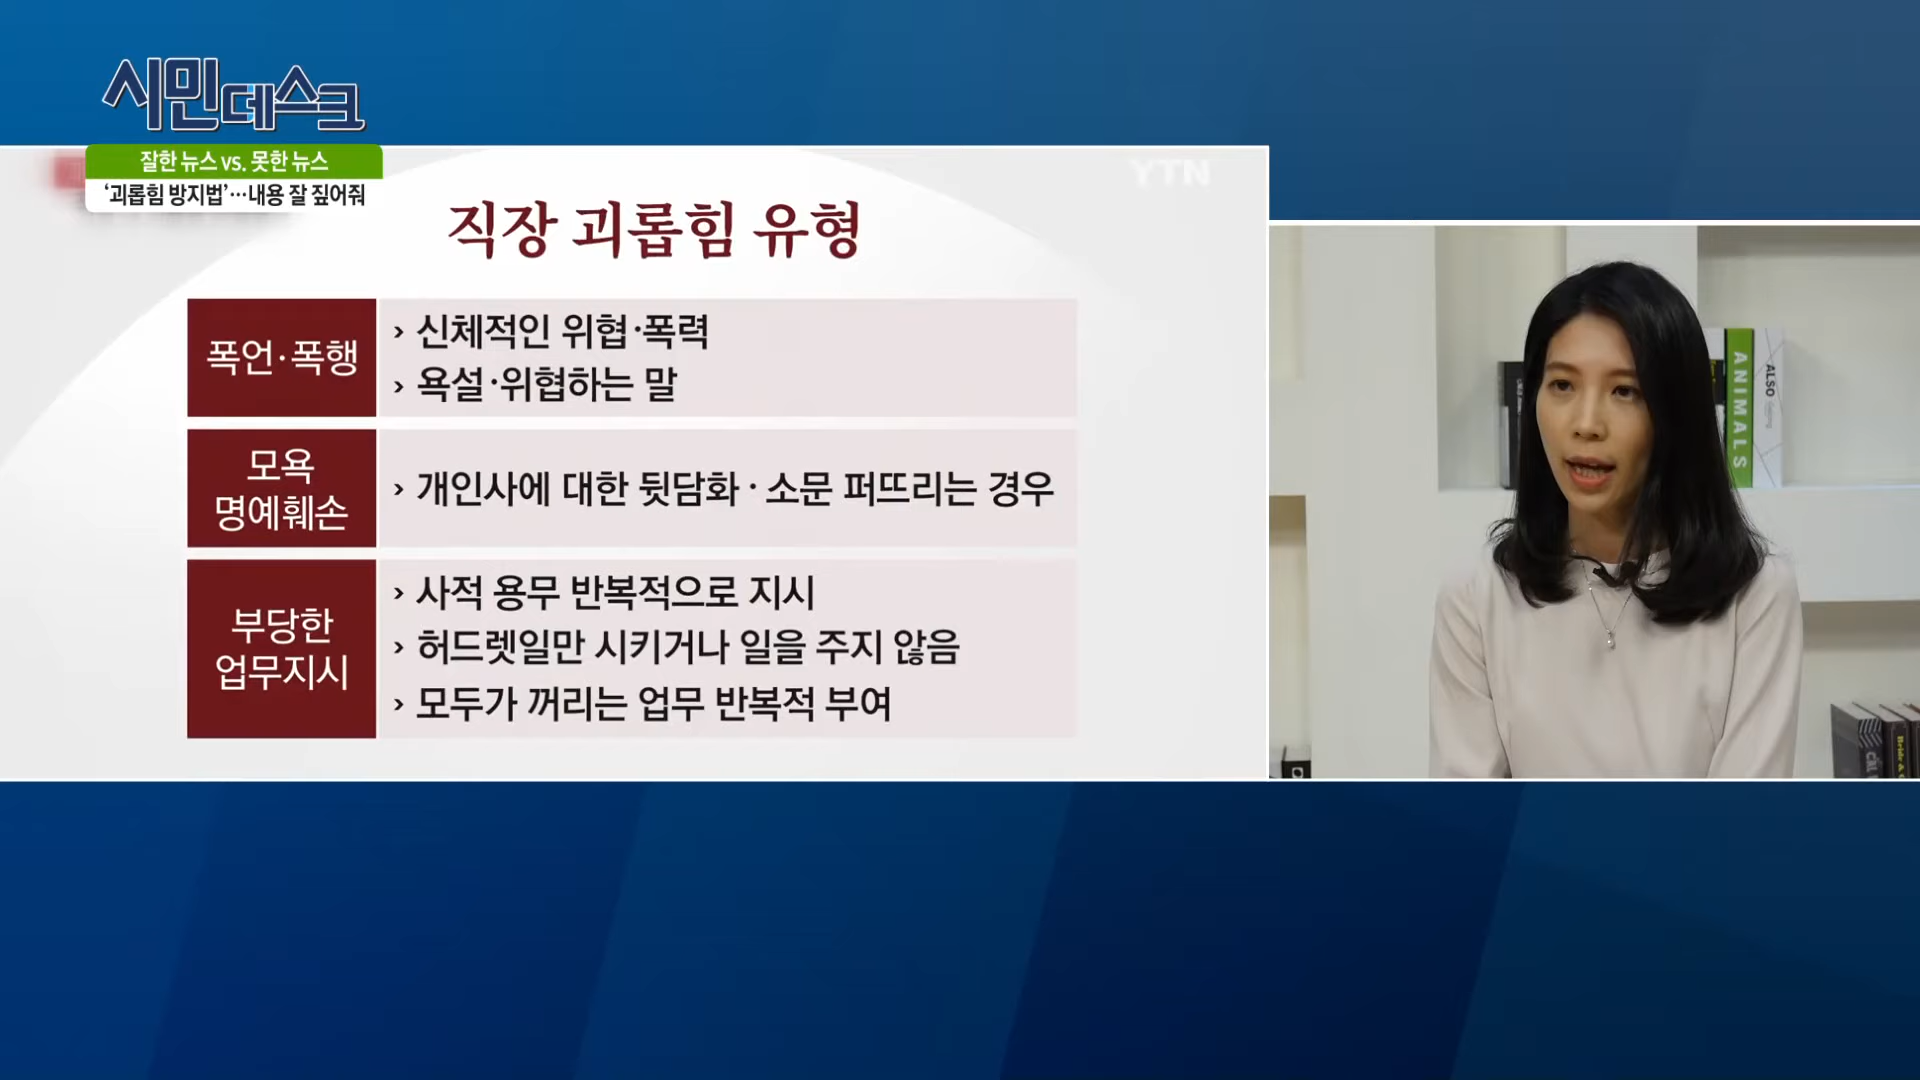 시민데스크
잘한 뉴스 vs. 못한 뉴스
‘괴롭힘 방지법’…내용 잘 짚어줘
YTN
직장 괴롭힘 유형
폭언·폭행
› 신체적인 위협·폭력
› 욕설·위협하는 말
모욕
명예훼손
› 개인사에 대한 뒷담화·소문 퍼뜨리는 경우
부당한
업무지시
› 사적 용무 반복적으로 지시
› 허드렛일만 시키거나 일을 주지 않음
› 모두가 꺼리는 업무 반복적 부여
ANIMALS
ALSO